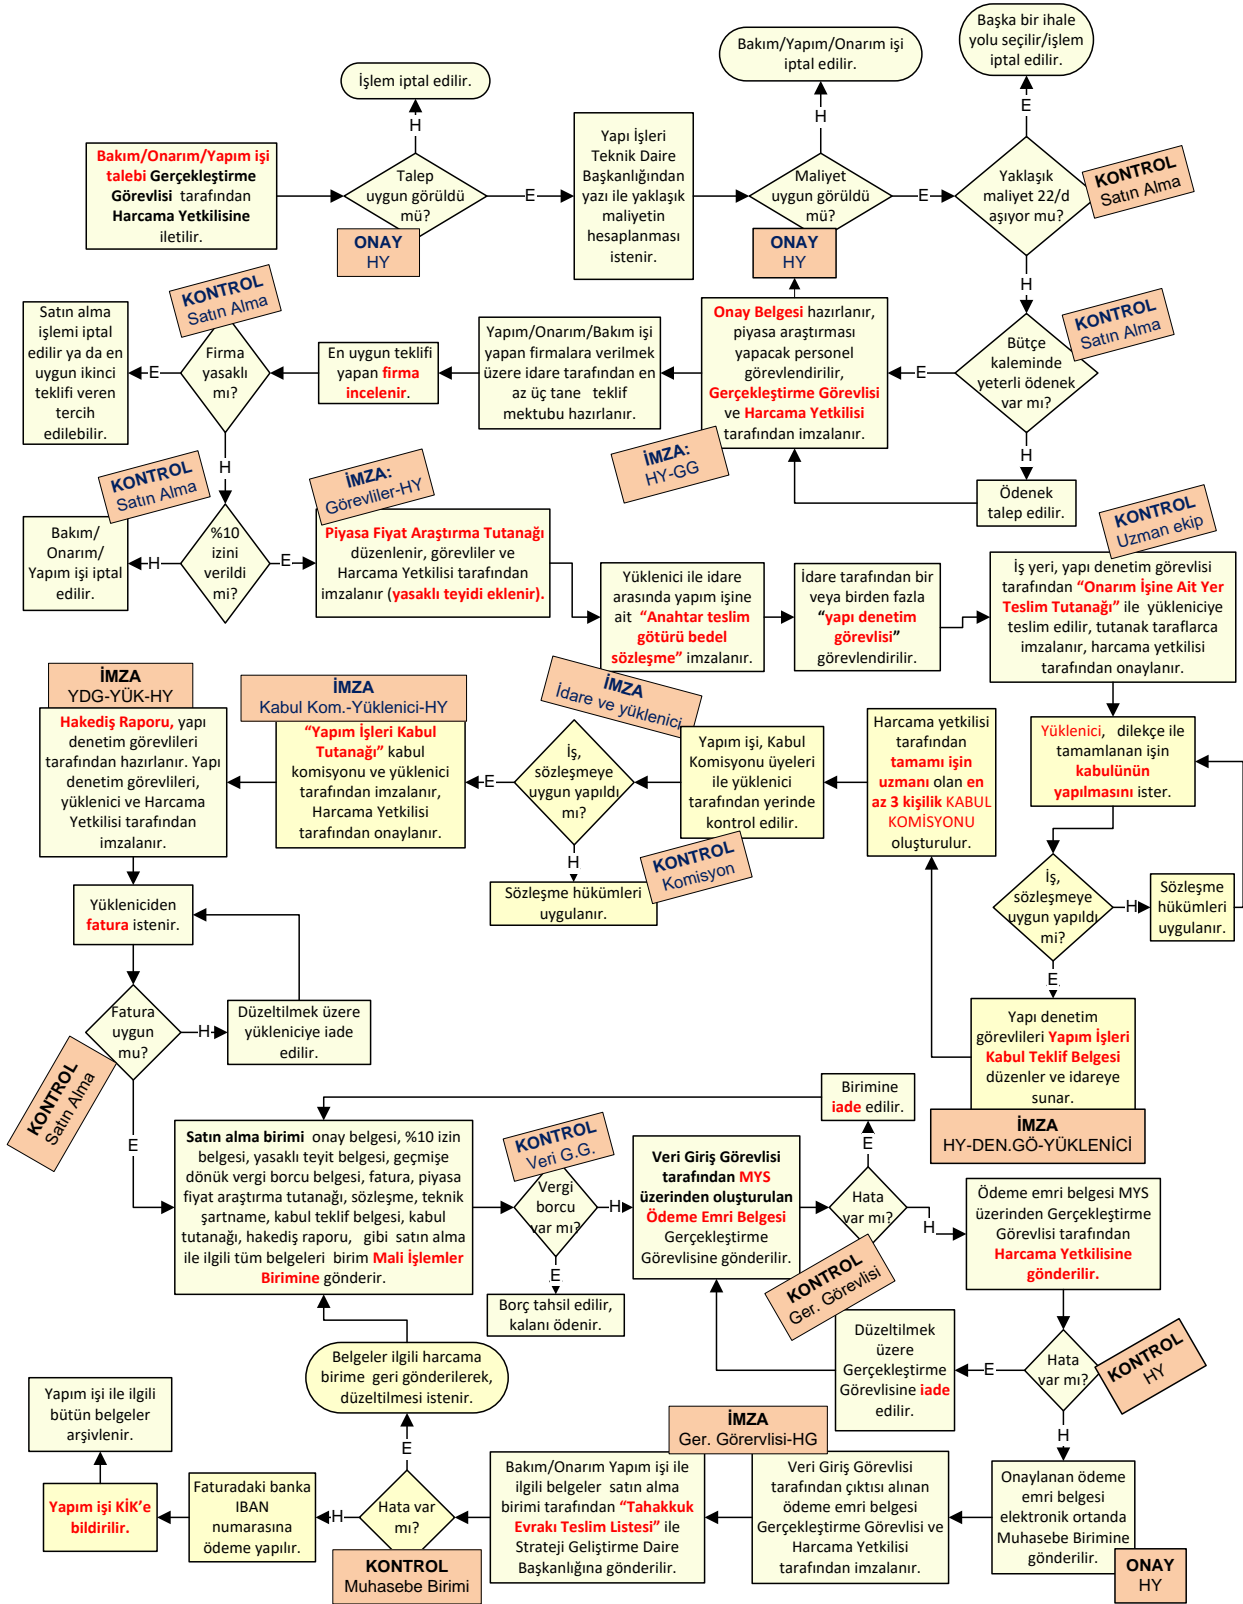 Başka bir ihale
yolu seçilir/işlem
iptal edilir.
Bakım/Yapım/Onarım işi
iptal edilir.
İşlem iptal edilir.
H
H
E
Bakım/Onarım/Yapım işi
talebi Gerçekleştirme
Görevlisi tarafından
Harcama Yetkilisine
iletilir.
Talep
uygun görüldü
mü?
ONAY
HY
E
Yapı İşleri
Teknik Daire
Başkanlığından
yazı ile yaklaşık
maliyetin
hesaplanması
istenir.
Maliyet
uygun görüldü
mü?
ONAY
HY
E
Yaklaşık
maliyet 22/d
aşıyor mu?
KONTROL
Satın Alma
H
Bütçe
kaleminde
yeterli ödenek
var mı?
KONTROL
Satın Alma
E
H
Ödenek
talep edilir.
Onay Belgesi hazırlanır,
piyasa araştırması
yapacak personel
görevlendirilir,
Gerçekleştirme Görevlisi
ve Harcama Yetkilisi
tarafından imzalanır.
İMZA:
HY-GG
Yapım/Onarım/Bakım işi
yapan firmalara verilmek
üzere idare tarafından en
az üç tane teklif
mektubu hazırlanır.
En uygun teklifi
yapan firma
incelenir.
KONTROL
Satın Alma
Firma
yasaklı
mı?
E
Satın alma
işlemi iptal
edilir ya da en
uygun ikinci
teklifi veren
tercih
edilebilir.
H
KONTROL
Satın Alma
%10
izini
verildi
mi?
H
Bakım/
Onarım/
Yapım işi iptal
edilir.
E
İMZA:
Görevliler-HY
Piyasa Fiyat Araştırma Tutanağı
düzenlenir, görevliler ve
Harcama Yetkilisi tarafından
imzalanır (yasaklı teyidi eklenir).
Yüklenici ile idare
arasında yapım işine
ait “Anahtar teslim
götürü bedel
sözleşme” imzalanır.
İdare tarafından bir
veya birden fazla
“yapı denetim
görevlisi”
görevlendirilir.
KONTROL
Uzman ekip
İş yeri, yapı denetim görevlisi
tarafından “Onarım İşine Ait Yer
Teslim Tutanağı” ile yükleniciye
teslim edilir, tutanak taraflarca
imzalanır, harcama yetkilisi
tarafından onaylanır.
Yüklenici, dilekçe ile
tamamlanan işin
kabulünün
yapılmasını ister.
İş,
sözleşmeye
uygun yapıldı
mı?
H
Sözleşme
hükümleri
uygulanır.
E
Yapı denetim
görevlileri Yapım İşleri
Kabul Teklif Belgesi
düzenler ve idareye
sunar.
İMZA
HY-DEN.GÖ-YÜKLENİCİ
Harcama yetkilisi
tarafından
tamamı işin
uzmanı olan en
az 3 kişilik KABUL
KOMİSYONU
oluşturulur.
İMZA
İdare ve yüklenici
Yapım işi, Kabul
Komisyonu üyeleri
ile yüklenici
tarafından yerinde
kontrol edilir.
KONTROL
Komisyon
İş,
sözleşmeye
uygun yapıldı
mı?
H
Sözleşme hükümleri
uygulanır.
E
İMZA
Kabul Kom.-Yüklenici-HY
“Yapım İşleri Kabul
Tutanağı” kabul
komisyonu ve yüklenici
tarafından imzalanır,
Harcama Yetkilisi
tarafından onaylanır.
İMZA
YDG-YÜK-HY
Hakediş Raporu, yapı
denetim görevlileri
tarafından hazırlanır. Yapı
denetim görevlileri,
yüklenici ve Harcama
Yetkilisi tarafından
imzalanır.
Yükleniciden
fatura istenir.
Fatura
uygun
mu?
KONTROL
Satın Alma
H
Düzeltilmek üzere
yükleniciye iade
edilir.
E
Satın alma birimi onay belgesi, %10 izin
belgesi, yasaklı teyit belgesi, geçmişe
dönük vergi borcu belgesi, fatura, piyasa
fiyat araştırma tutanağı, sözleşme, teknik
şartname, kabul teklif belgesi, kabul
tutanağı, hakediş raporu, gibi satın alma
ile ilgili tüm belgeleri birim Mali İşlemler
Birimine gönderir.
KONTROL
Veri G.G.
Vergi
borcu
var mı?
E
Borç tahsil edilir,
kalanı ödenir.
H
Veri Giriş Görevlisi
tarafından MYS
üzerinden oluşturulan
Ödeme Emri Belgesi
Gerçekleştirme
Görevlisine gönderilir.
Birimine
iade edilir.
E
Hata
var mı?
KONTROL
Ger. Görevlisi
H
Ödeme emri belgesi MYS
üzerinden Gerçekleştirme
Görevlisi tarafından
Harcama Yetkilisine
gönderilir.
Hata
var mı?
KONTROL
HY
E
Düzeltilmek
üzere
Gerçekleştirme
Görevlisine iade
edilir.
H
Onaylanan ödeme
emri belgesi
elektronik ortanda
Muhasebe Birimine
gönderilir.
ONAY
HY
İMZA
Ger. Görervlisi-HG
Veri Giriş Görevlisi
tarafından çıktısı alınan
ödeme emri belgesi
Gerçekleştirme Görevlisi ve
Harcama Yetkilisi
tarafından imzalanır.
Bakım/Onarım Yapım işi ile
ilgili belgeler satın alma
birimi tarafından “Tahakkuk
Evrakı Teslim Listesi” ile
Strateji Geliştirme Daire
Başkanlığına gönderilir.
Hata var
mı?
KONTROL
Muhasebe Birimi
E
Belgeler ilgili harcama
birime geri gönderilerek,
düzeltilmesi istenir.
H
Faturadaki banka
IBAN
numarasına
ödeme yapılır.
Yapım işi KİK’e
bildirilir.
Yapım işi ile ilgili
bütün belgeler
arşivlenir.